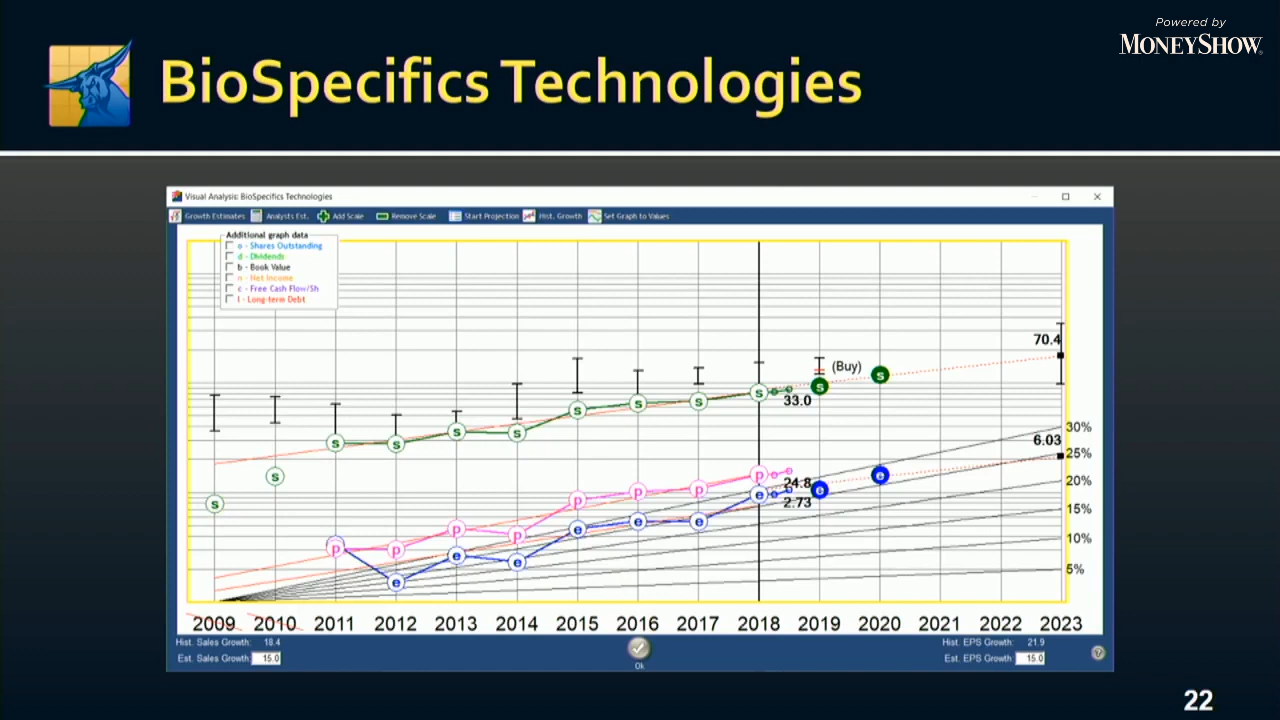 Powered by
MONEYSHOW
BioSpecifics Technologies
Visual Analysis: BioSpecifics Technologies
Growth Estimates Analysts Est. Add Scale Remove Scale Start Projection Hist. Growth Set Graph to Values
Additional graph data
o - Shares Outstanding
d - Dividends
b - Book Value
n - Net Income
c - Free Cash Flow/Sh
l - Long-term Debt
70.4
(Buy)
s s s s s s s s s s s s
33.0
30%
6.03
25%
p p p p p p p p
24.8
20%
e e e e e e e e e
2.73
15%
10%
5%
2009 2010 2011 2012 2013 2014 2015 2016 2017 2018 2019 2020 2021 2022 2023
Hist. Sales Growth: 18.4
Hist. EPS Growth: 21.9
Est. Sales Growth: 15.0
Est. EPS Growth: 15.0
?
Ok
22